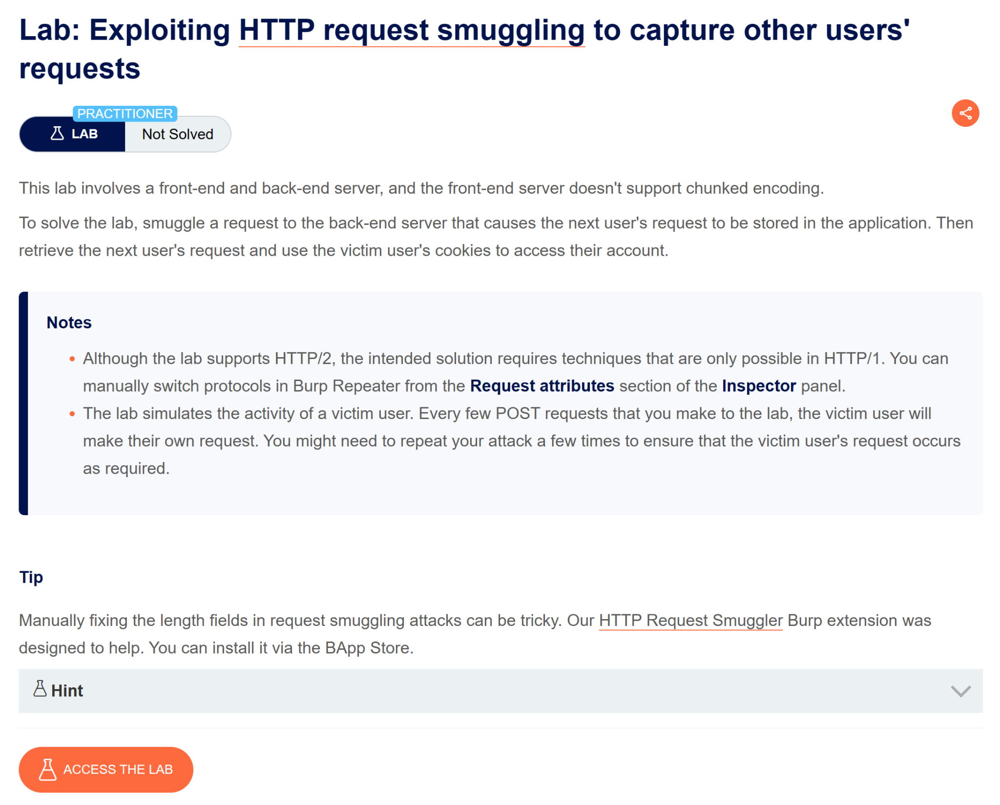 Lab: Exploiting HTTP request smuggling to capture other users'
requests
PRACTITIONER
LAB
Not Solved
This lab involves a front-end and back-end server, and the front-end server doesn't support chunked encoding.
To solve the lab, smuggle a request to the back-end server that causes the next user's request to be stored in the application. Then
retrieve the next user's request and use the victim user's cookies to access their account.
Notes
• Although the lab supports HTTP/2, the intended solution requires techniques that are only possible in HTTP/1. You can
manually switch protocols in Burp Repeater from the Request attributes section of the Inspector panel.
• The lab simulates the activity of a victim user. Every few POST requests that you make to the lab, the victim user will
make their own request. You might need to repeat your attack a few times to ensure that the victim user's request occurs
as required.
Tip
Manually fixing the length fields in request smuggling attacks can be tricky. Our HTTP Request Smuggler Burp extension was
designed to help. You can install it via the BApp Store.
Hint
ACCESS THE LAB